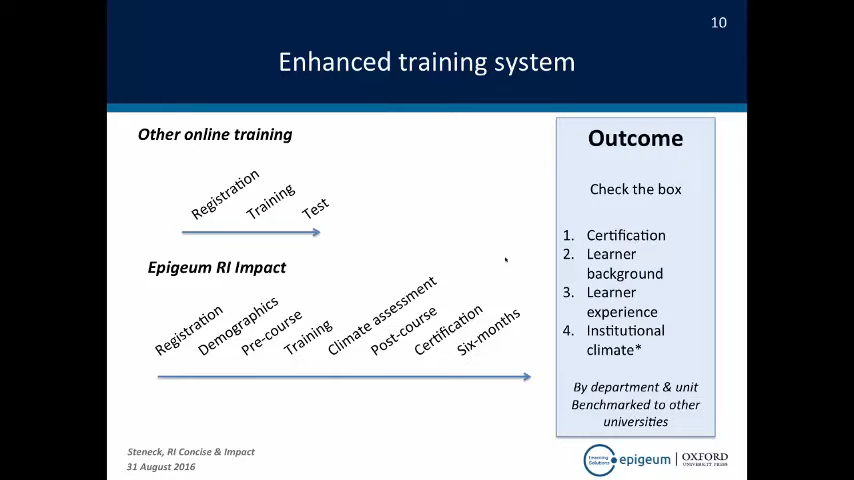 10
Enhanced training system
Other online training
Registration
Training
Test
Epigeum RI Impact
Registration
Demographics
Pre-course
Training
Climate assessment
Post-course
Certification
Six-months
Outcome
Check the box
1. Certification
2. Learner
background
3. Learner
experience
4. Institutional
climate*
By department & unit
Benchmarked to other
universities
Steneck, RI Concise & Impact
31 August 2016
Learning
Solutions
epigeum
OXFORD
UNIVERSITY PRESS